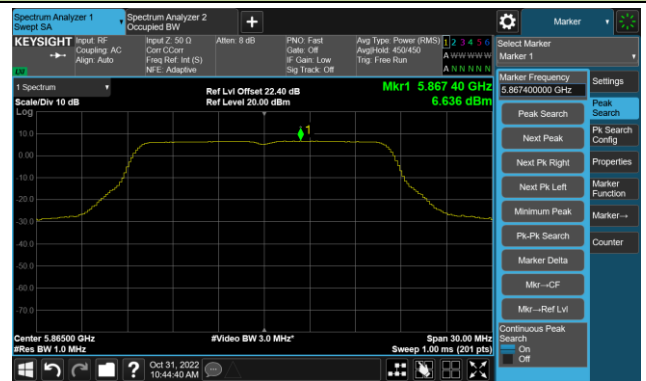 Spectrum Analyzer 1
Swept SA
Spectrum Analyzer 2
Occupied BW
+
Marker
KEYSIGHT
Input: RF
Coupling: AC
Align: Auto
Input Z: 50 Ω
Corr CCorr
Freq Ref: Int (S)
NFE: Adaptive
Atten: 8 dB
PNO: Fast
Gate: Off
IF Gain: Low
Sig Track: Off
Avg Type: Power (RMS)
Avg|Hold: 450/450
Trig: Free Run
1 2 3 4 5 6
A W W W W W
A N N N N N
LW
1 Spectrum
Scale/Div 10 dB
Log
Ref Lvl Offset 22.40 dB
Ref Level 20.00 dBm
Mkr1 5.867 40 GHz
6.636 dBm
1
10.0
0.00
-10.0
-20.0
-30.0
-40.0
-50.0
-60.0
-70.0
Center 5.86500 GHz
#Res BW 1.0 MHz
#Video BW 3.0 MHz*
Span 30.00 MHz
Sweep 1.00 ms (201 pts)
Select Marker
Marker 1
Marker Frequency
5.867400000 GHz
Peak Search
Next Peak
Next Pk Right
Next Pk Left
Minimum Peak
Pk-Pk Search
Marker Delta
Mkr→CF
Mkr→Ref Lvl
Continuous Peak
Search
On
Off
Settings
Peak
Search
Pk Search
Config
Properties
Marker
Function
Marker→
Counter
?
Oct 31, 2022
10:44:40 AM